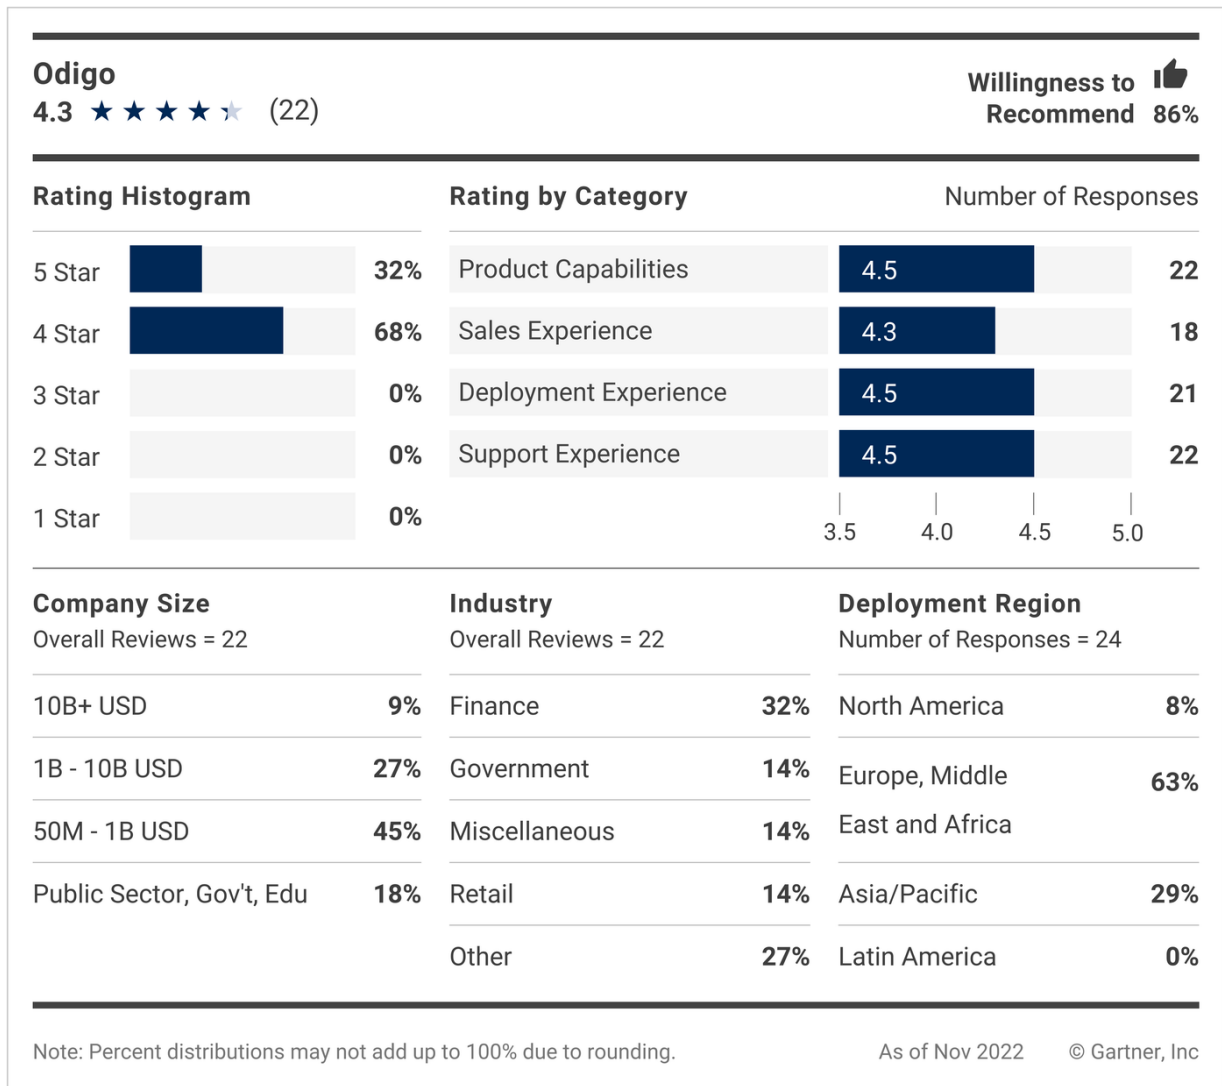 Odigo
4.3 ★ ★ ★ ★ ★ (22)
Willingness to
Recommend 86%
Rating Histogram
5 Star 32%
4 Star 68%
3 Star 0%
2 Star 0%
1 Star 0%
Rating by Category Number of Responses
Product Capabilities 4.5 22
Sales Experience 4.3 18
Deployment Experience 4.5 21
Support Experience 4.5 22
3.5 4.0 4.5 5.0
Company Size
Overall Reviews = 22
10B+ USD 9%
1B - 10B USD 27%
50M - 1B USD 45%
Public Sector, Gov't, Edu 18%
Industry
Overall Reviews = 22
Finance 32%
Government 14%
Miscellaneous 14%
Retail 14%
Other 27%
Deployment Region
Number of Responses = 24
North America 8%
Europe, Middle 63%
East and Africa
Asia/Pacific 29%
Latin America 0%
Note: Percent distributions may not add up to 100% due to rounding.
As of Nov 2022 © Gartner, Inc